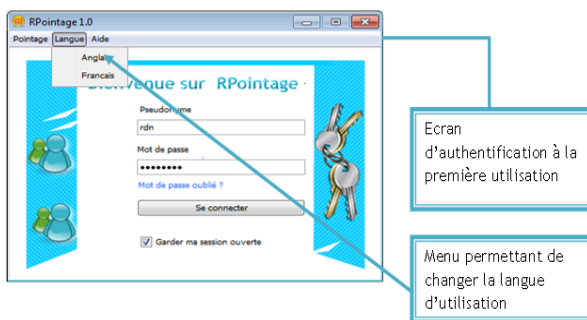 RPointage 1.0
Pointage Langue Aide
Anglais
Francais
Bienvenue sur RPointage
Pseudonyme
rdn
Mot de passe
••••••••
Mot de passe oublié ?
Se connecter
Garder ma session ouverte
Ecran
d'authentification à la
première utilisation
Menu permettant de
changer la langue
d'utilisation